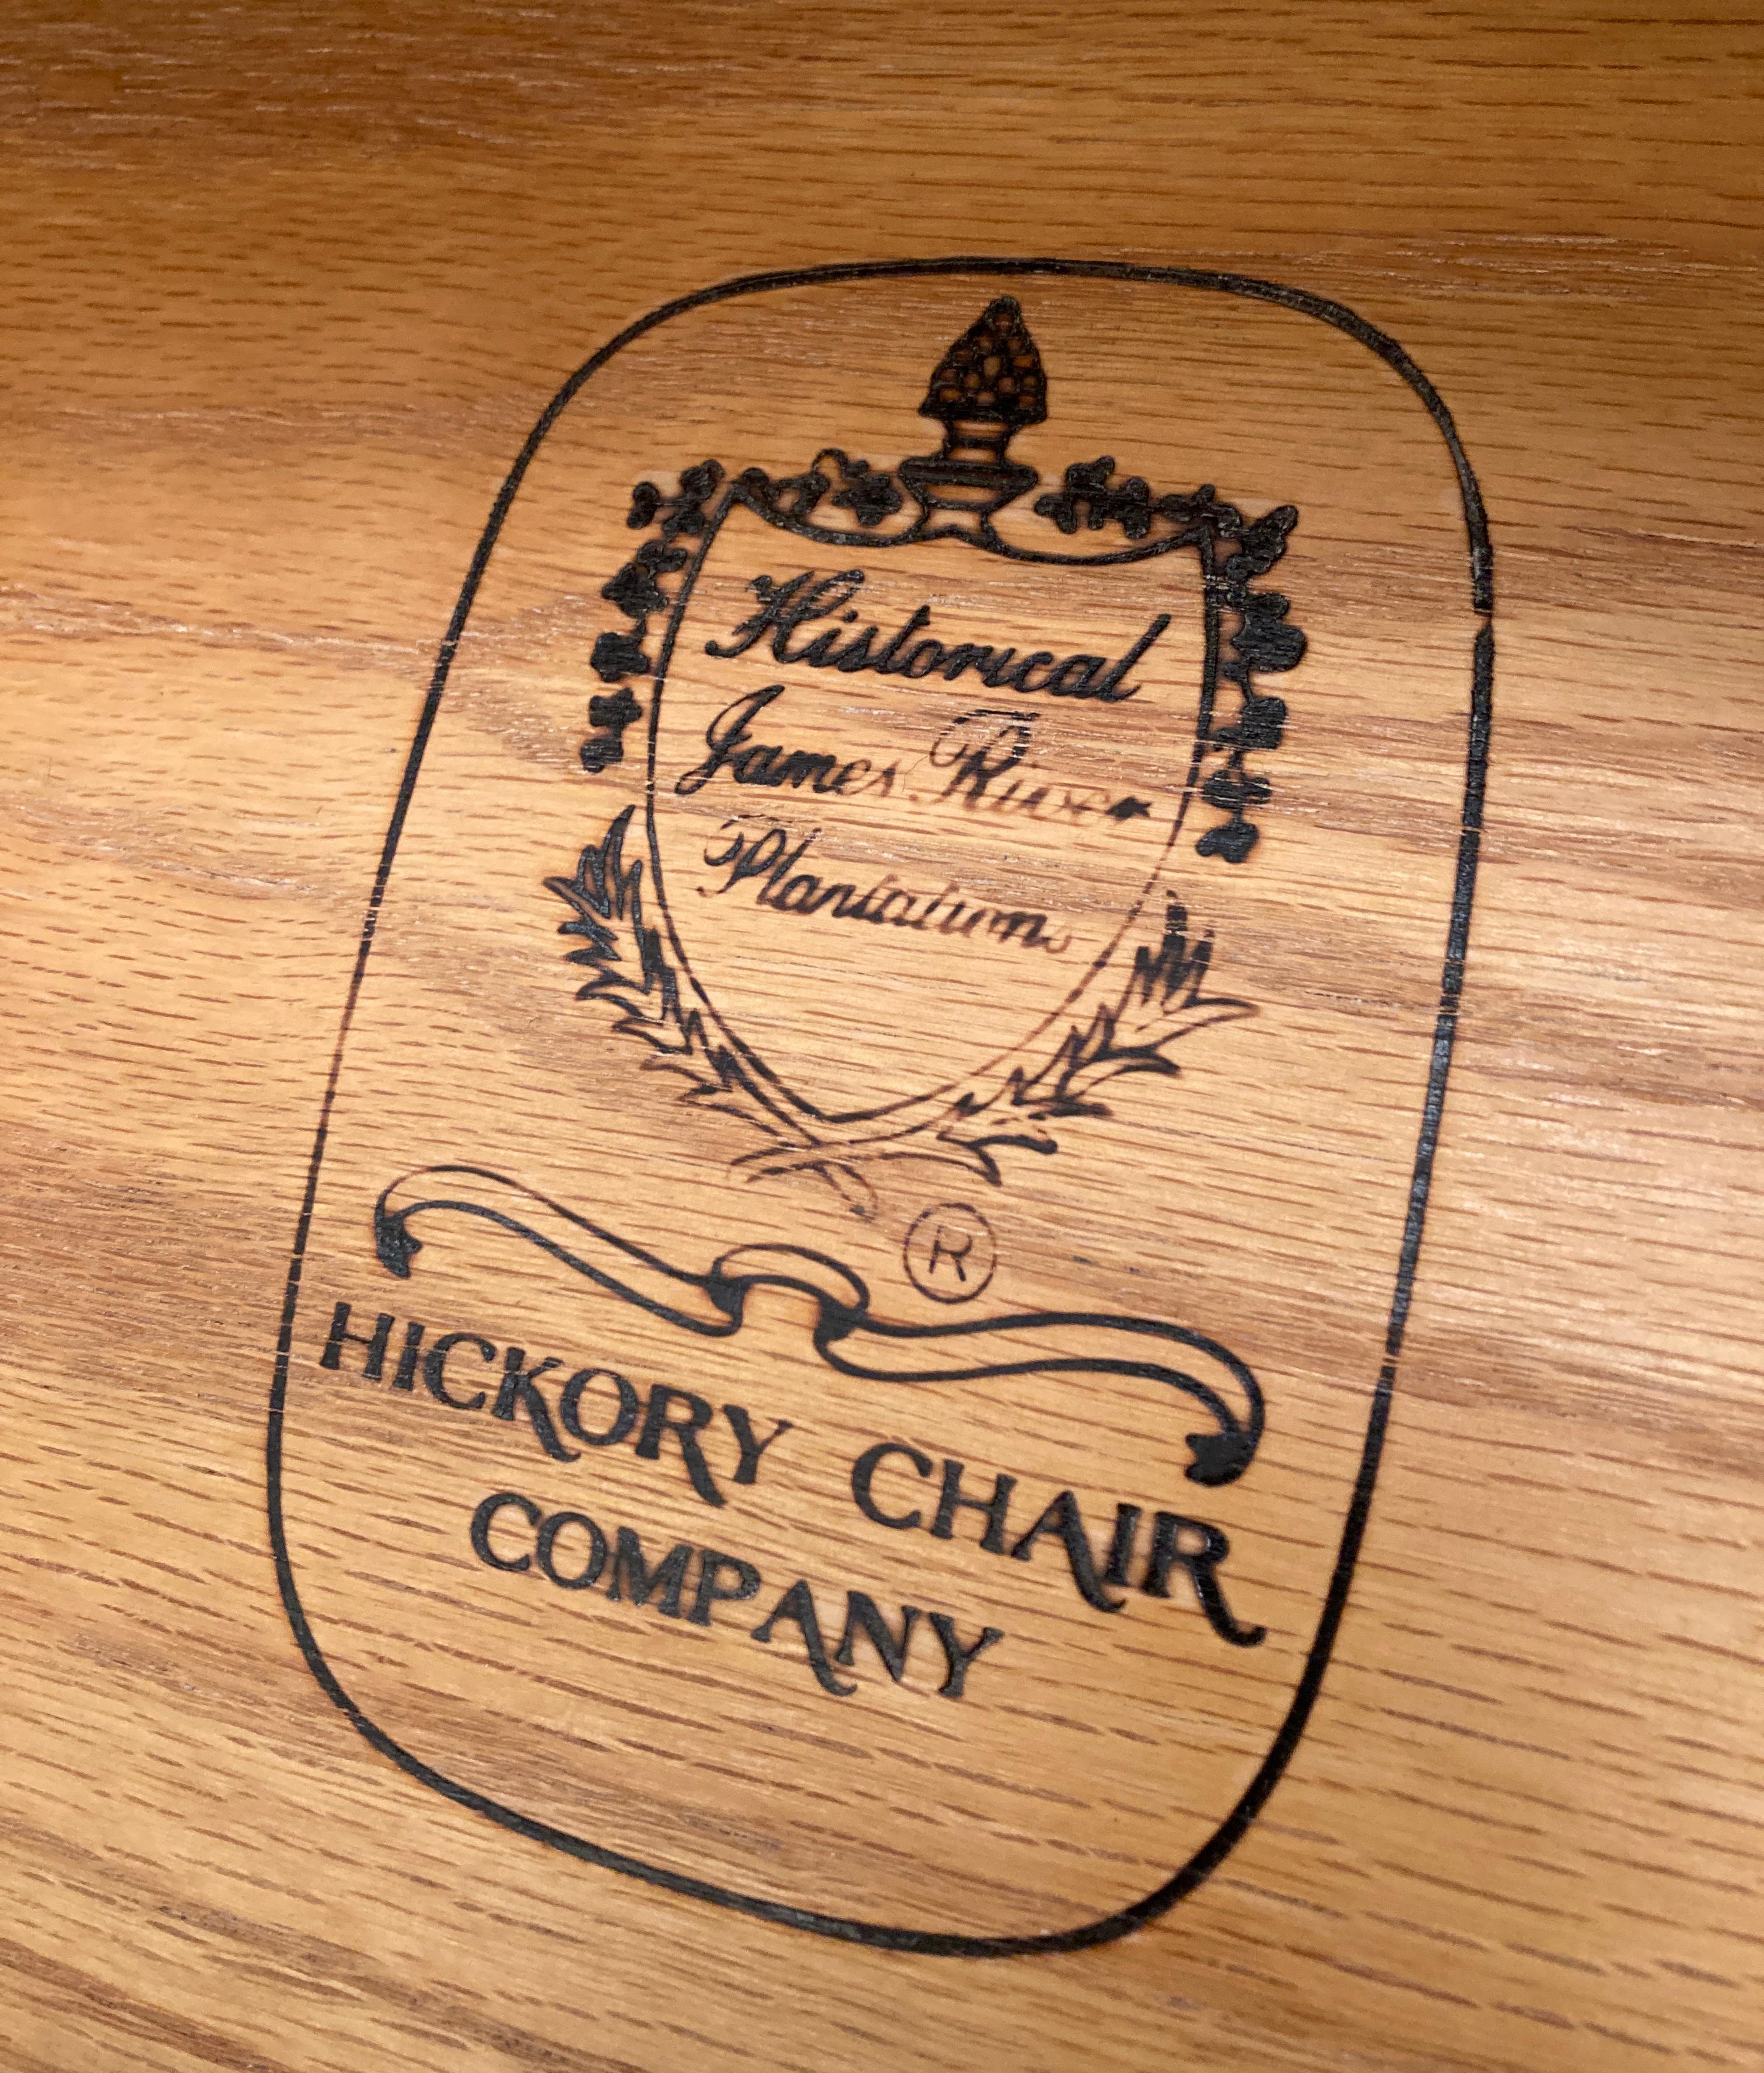 Historical
James River
Plantations
®
HICKORY CHAIR
COMPANY